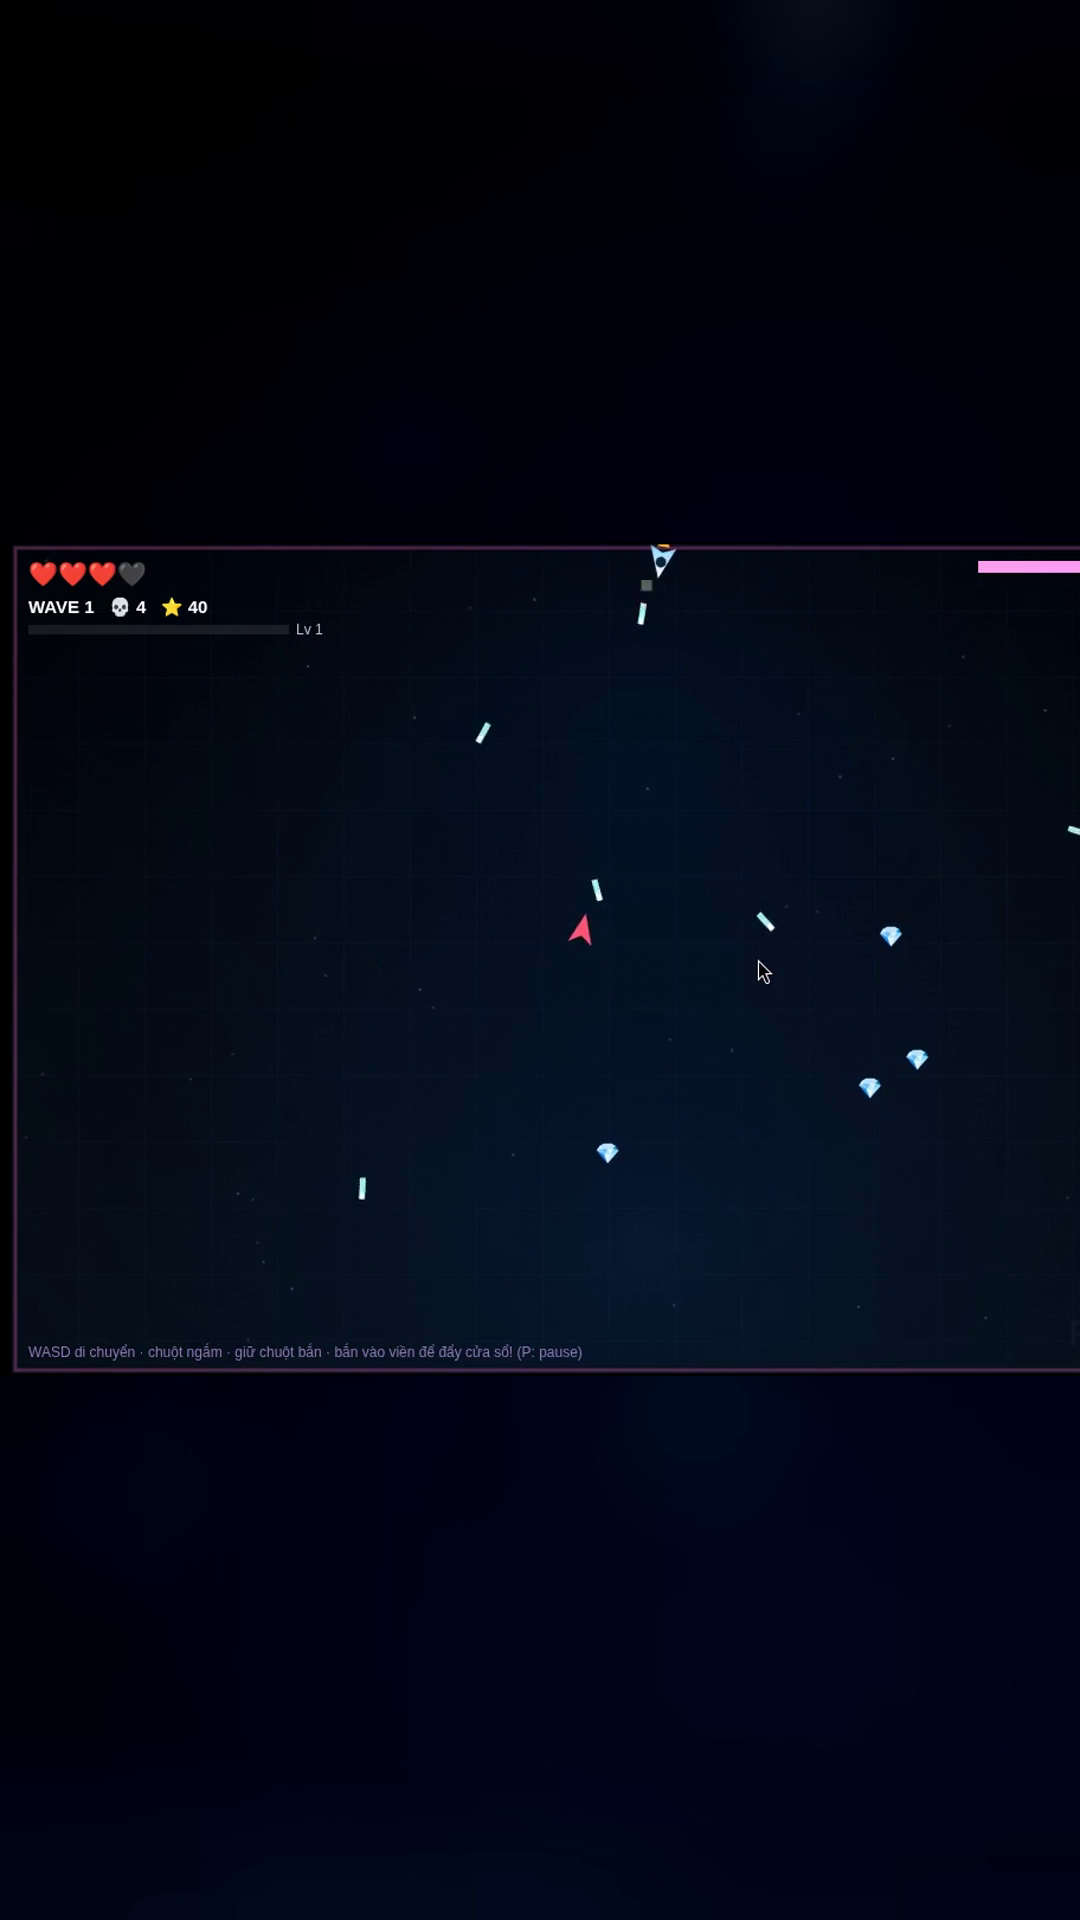 WAVE 1 💀 4 ⭐ 40
Lv 1
WASD di chuyển · chuột ngắm · giữ chuột bắn · bắn vào viền để đẩy cửa sổ! (P: pause)